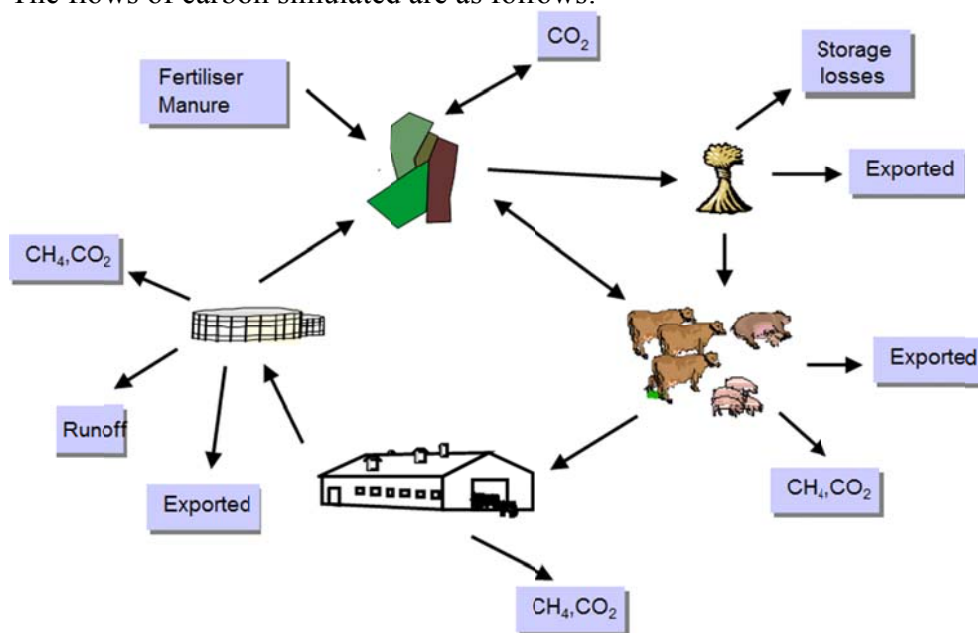 The flows of carbon simulated are as follows:
CO₂
Storage
losses
Fertiliser
Manure
Exported
CH₄,CO₂
Exported
Runoff
Exported
CH₄,CO₂
CH₄,CO₂